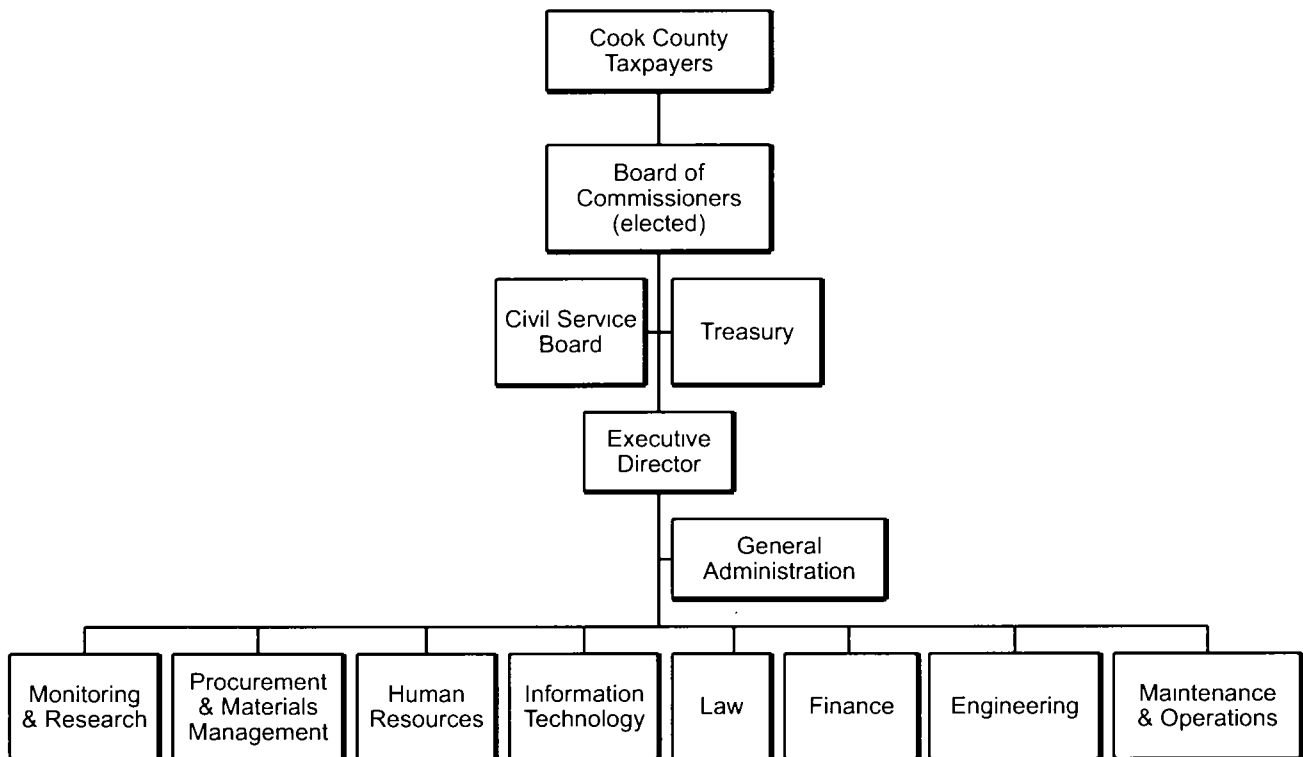 Cook County
Taxpayers
Board of
Commissioners
(elected)
Civil Service
Board
Treasury
Executive
Director
General
Administration
Monitoring
& Research
Procurement
& Materials
Management
Human
Resources
Information
Technology
Law
Finance
Engineering
Maintenance
& Operations